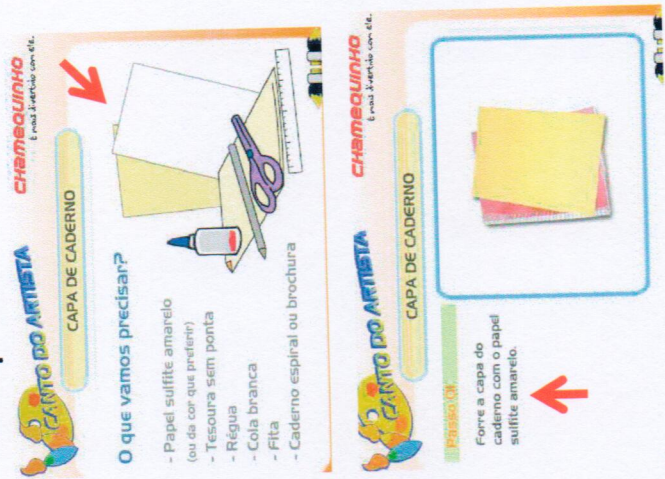 CANTO DO ARTISTA
CHAMEQUINHO
É mais divertido com ele.
CAPA DE CADERNO
O que vamos precisar?
- Papel sulfite amarelo
(ou da cor que preferir)
- Tesoura sem ponta
- Régua
- Cola branca
- Fita
- Caderno espiral ou brochura
CANTO DO ARTISTA
CHAMEQUINHO
É mais divertido com ele.
CAPA DE CADERNO
Passo 01
Forre a capa do
caderno com o papel
sulfite amarelo.